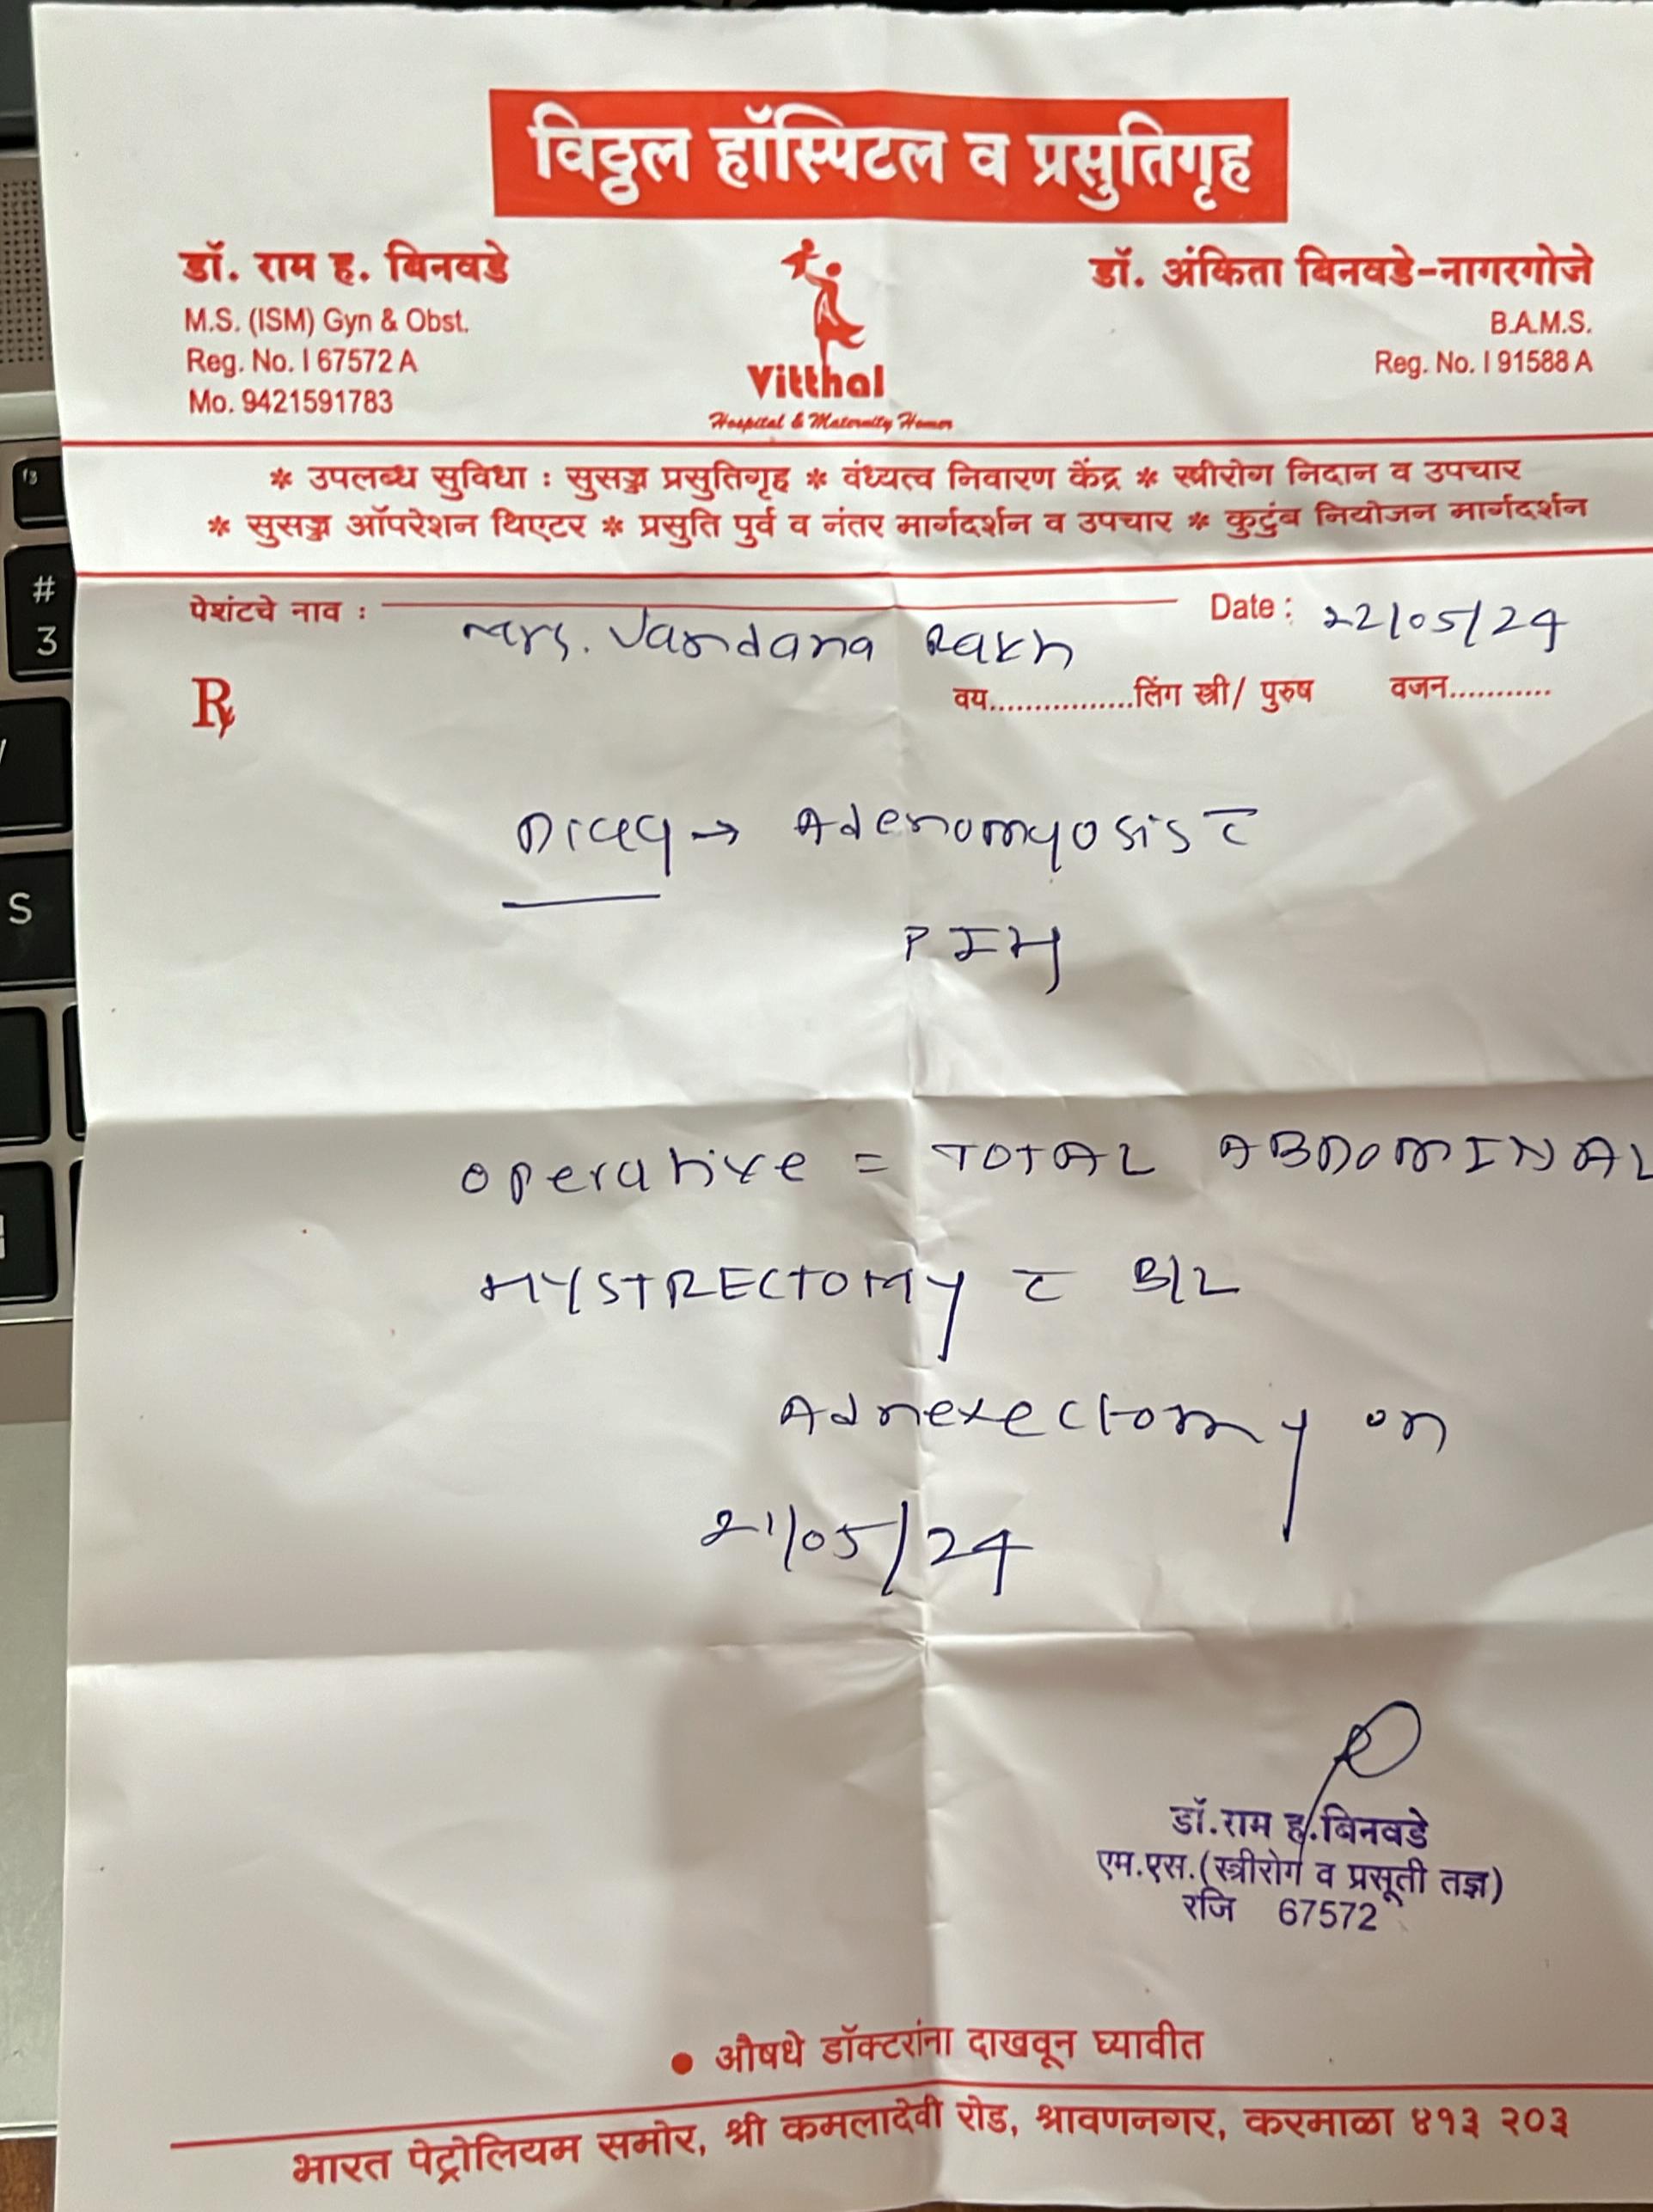 विठ्ठल हॉस्पिटल व प्रसुतिगृह
डॉ. राम ह. बिनवडे
M.S. (ISM) Gyn & Obst.
Reg. No. I 67572 A
Mo. 9421591783
Vitthal
Hospital & Maternity Homer
डॉ. अंकिता बिनवडे-नागरगोजे
B.A.M.S.
Reg. No. I 91588 A
* उपलब्ध सुविधा : सुसज्ज प्रसुतिगृह * वंध्यत्व निवारण केंद्र * स्त्रीरोग निदान व उपचार
* सुसज्ज ऑपरेशन थिएटर * प्रसुति पुर्व व नंतर मार्गदर्शन व उपचार * कुटुंब नियोजन मार्गदर्शन
पेशंटचे नाव : Mrs. Vandana Rakh Date : 22/05/24
वय................लिंग स्त्री/ पुरुष वजन...........
℞
Diag → Adenomyosis c̅
PIH
operative = TOTAL ABDOMINAL
HYSTRECTOMY c̅ B/L
Adnexectomy on
21/05/24
डॉ.राम ह.बिनवडे
एम.एस.(स्त्रीरोग व प्रसूती तज्ञ)
रजि 67572
• औषधे डॉक्टरांना दाखवून घ्यावीत
भारत पेट्रोलियम समोर, श्री कमलादेवी रोड, श्रावणनगर, करमाळा ४१३ २०३
f3
#
3
S